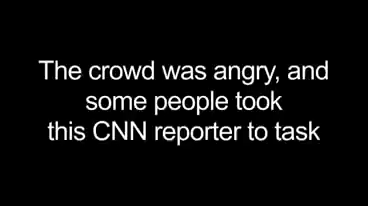 The crowd was angry, and
some people took
this CNN reporter to task